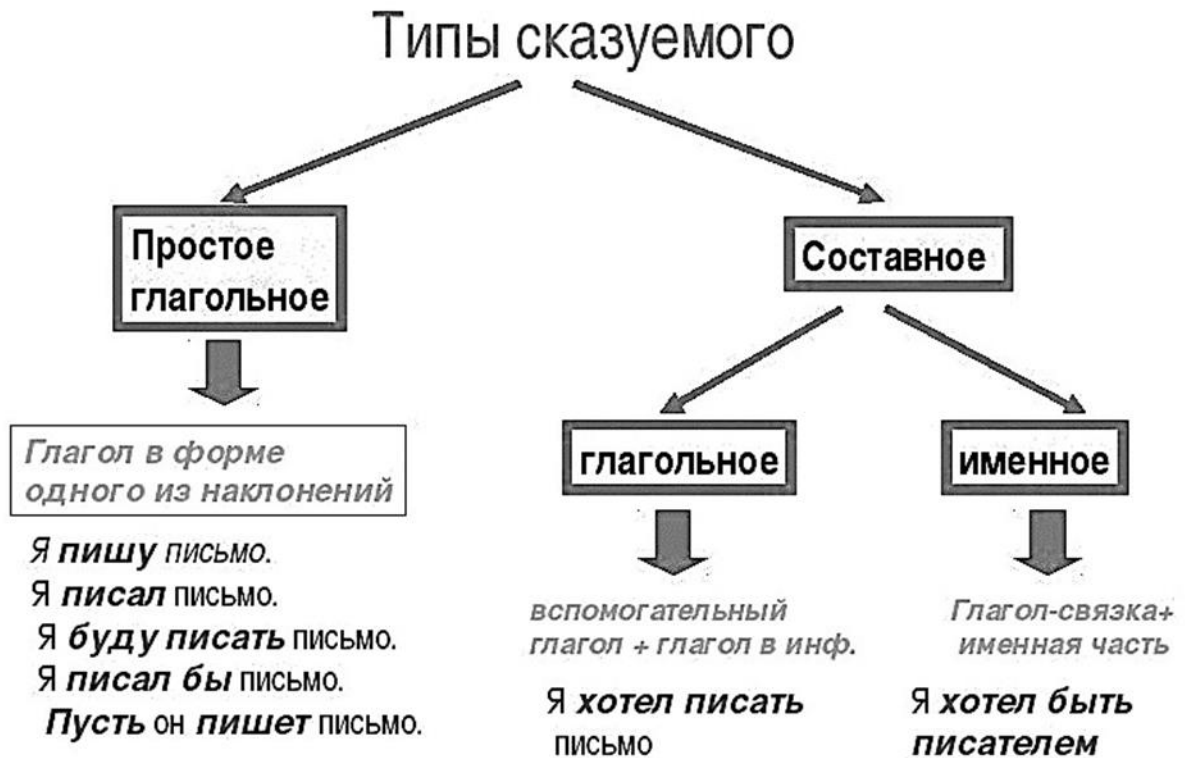 Типы сказуемого
Простое
глагольное
Составное
глагольное
именное
Глагол в форме
одного из наклонений
Я пишу письмо.
Я писал письмо.
Я буду писать письмо.
Я писал бы письмо.
Пусть он пишет письмо.
вспомогательный
глагол + глагол в инф.
Я хотел писать
письмо
Глагол-связка+
именная часть
Я хотел быть
писателем